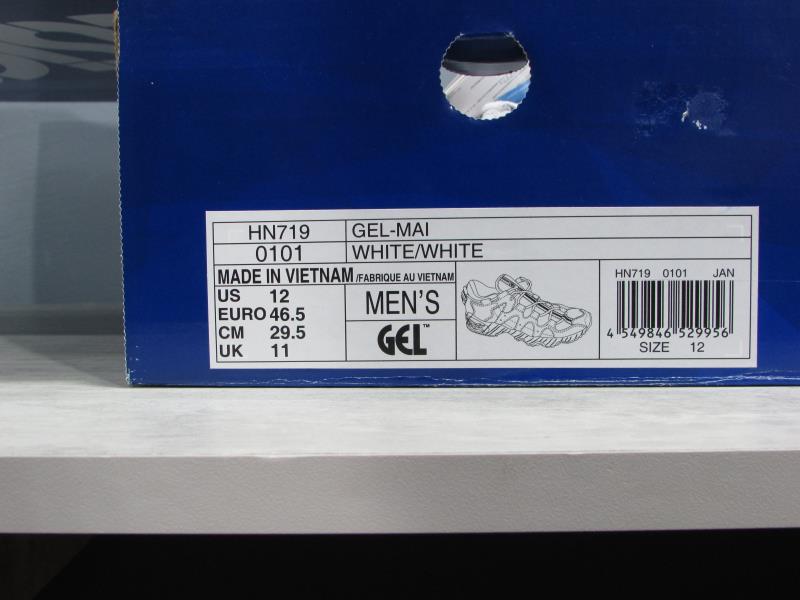 HN719 GEL-MAI
0101 WHITE/WHITE
MADE IN VIETNAM /FABRIQUE AU VIETNAM
US 12
EURO 46.5
CM 29.5
UK 11
MEN'S
GEL™
HN719 0101 JAN
4 549846 529956
SIZE 12